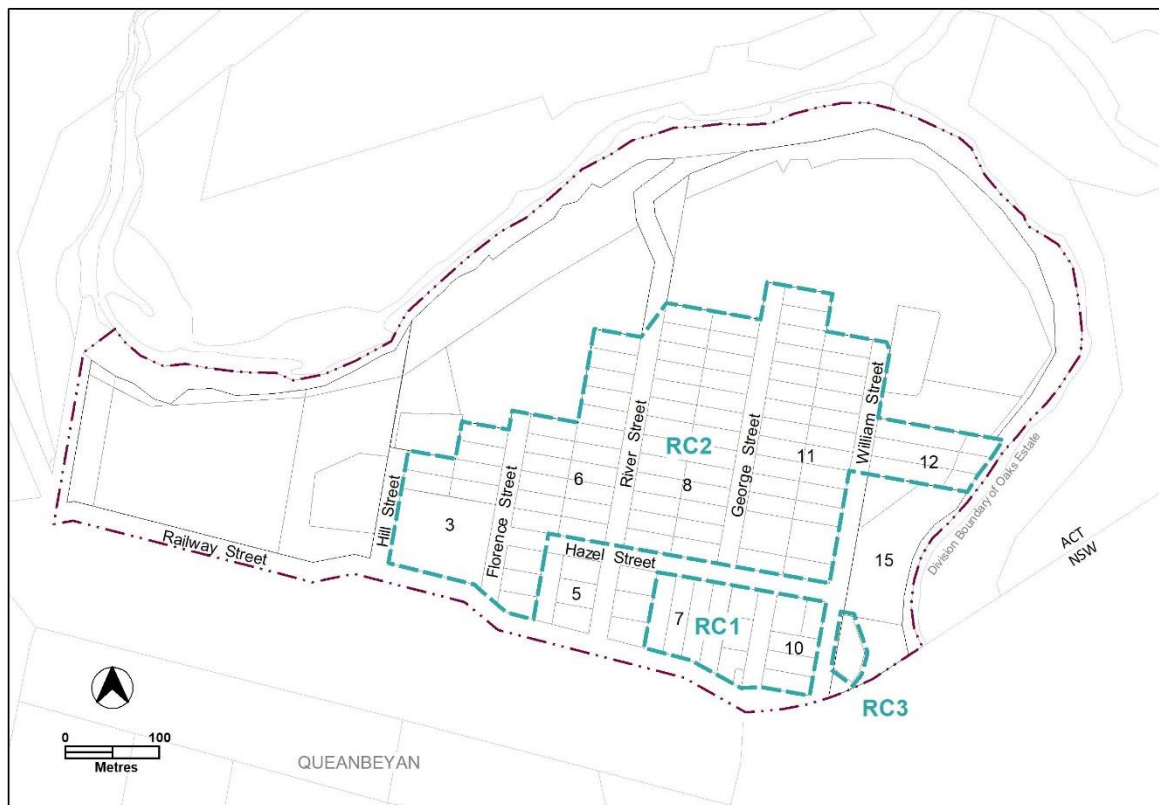 William Street
River Street
RC2
George Street
11
12
6
8
Hill Street
3
Florence Street
Railway Street
Hazel Street
Division Boundary of Oaks Estate
ACT
NSW
15
5
7
RC1
10
RC3
0 100
Metres
QUEANBEYAN